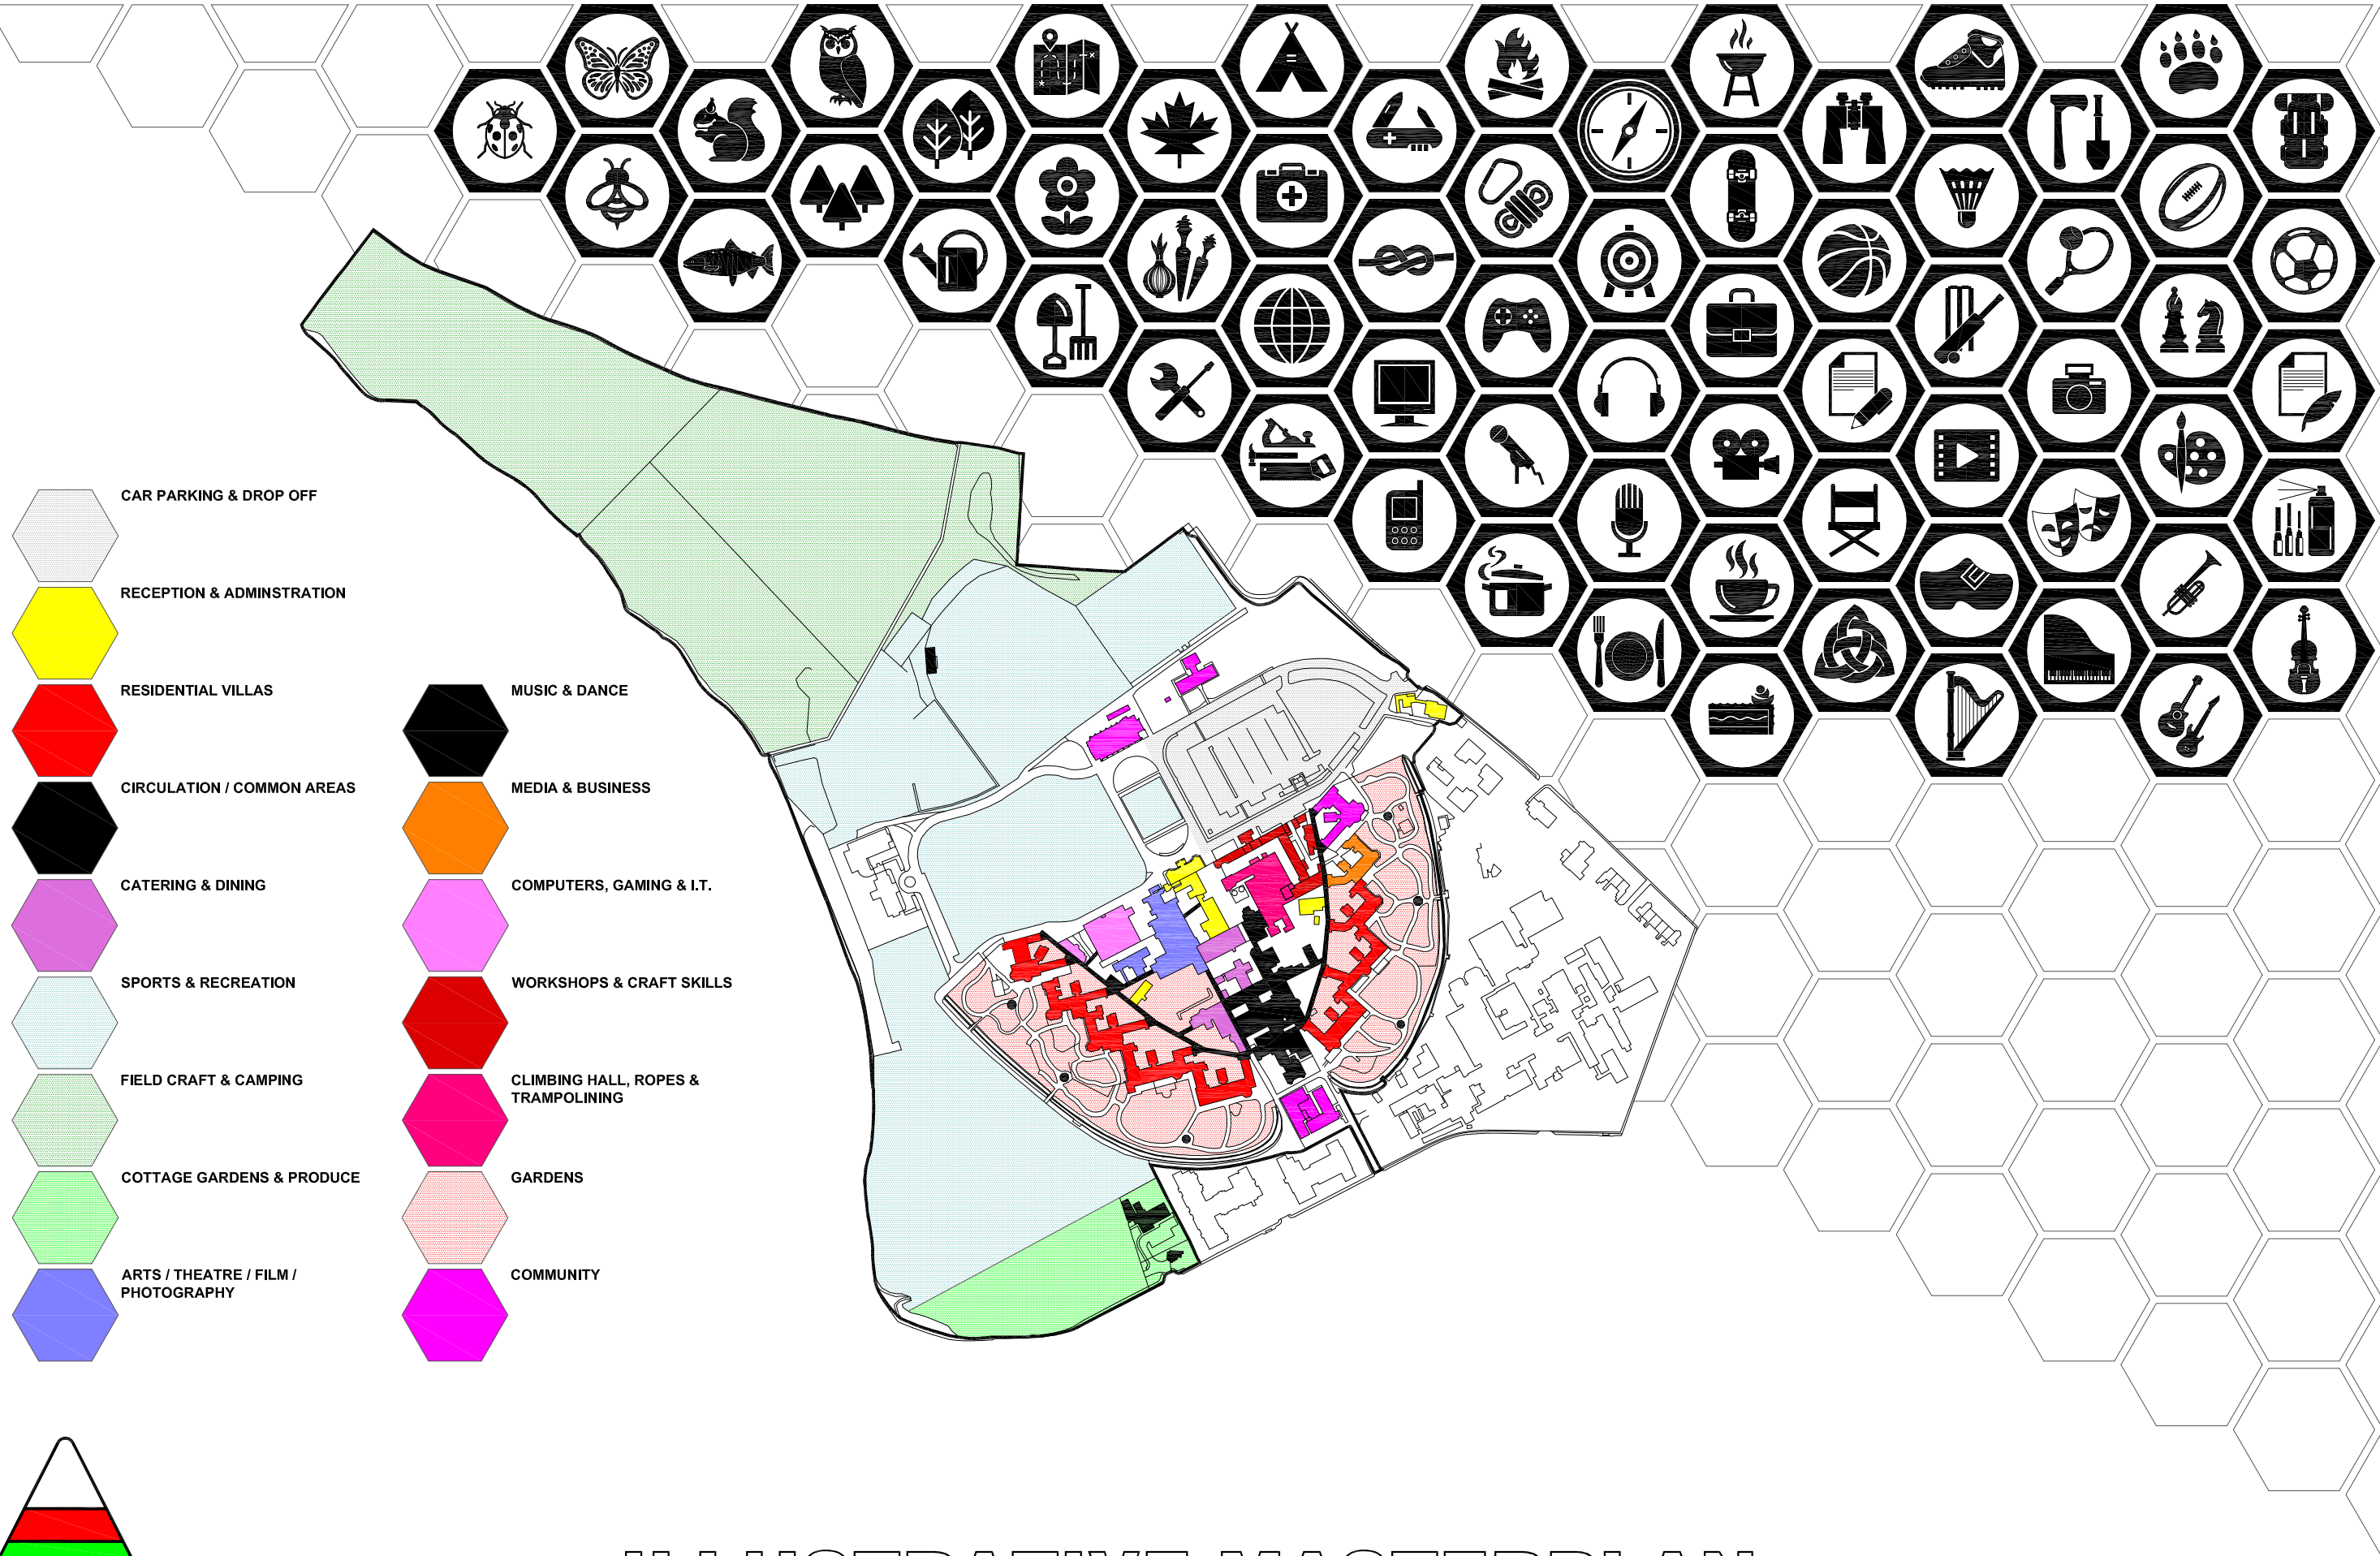 CAR PARKING & DROP OFF
RECEPTION & ADMINSTRATION
RESIDENTIAL VILLAS
CIRCULATION / COMMON AREAS
CATERING & DINING
SPORTS & RECREATION
FIELD CRAFT & CAMPING
COTTAGE GARDENS & PRODUCE
ARTS / THEATRE / FILM /
PHOTOGRAPHY
MUSIC & DANCE
MEDIA & BUSINESS
COMPUTERS, GAMING & I.T.
WORKSHOPS & CRAFT SKILLS
CLIMBING HALL, ROPES &
TRAMPOLINING
GARDENS
COMMUNITY
ILLUSTRATIVE MASTERPLAN